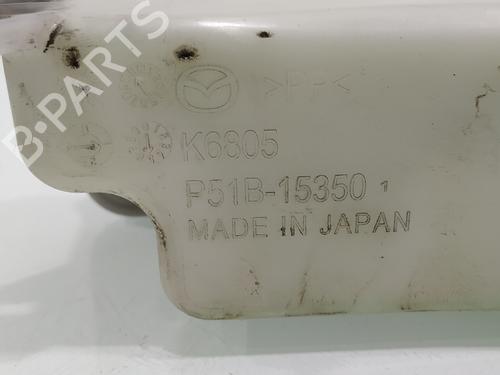 B-PARTS
>P-<
K6805
P51B-15350 1
MADE IN JAPAN